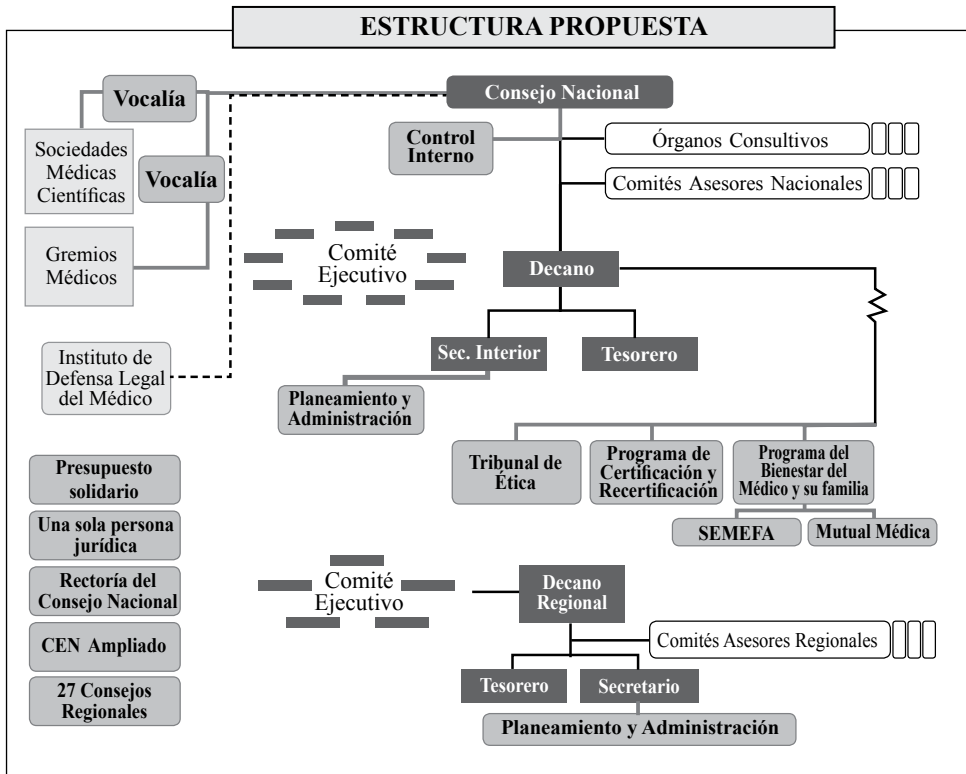 ESTRUCTURA PROPUESTA
Vocalía
Consejo Nacional
Sociedades
Médicas
Científicas
Vocalía
Control
Interno
Órganos Consultivos
Comités Asesores Nacionales
Gremios
Médicos
Comité
Ejecutivo
Decano
Sec. Interior
Tesorero
Instituto de
Defensa Legal
del Médico
Planeamiento y
Administración
Tribunal de
Ética
Programa de
Certificación y
Recertificación
Programa del
Bienestar del
Médico y su familia
SEMEFA
Mutual Médica
Presupuesto
solidario
Una sola persona
jurídica
Rectoría del
Consejo Nacional
CEN Ampliado
27 Consejos
Regionales
Comité
Ejecutivo
Decano
Regional
Comités Asesores Regionales
Tesorero
Secretario
Planeamiento y Administración